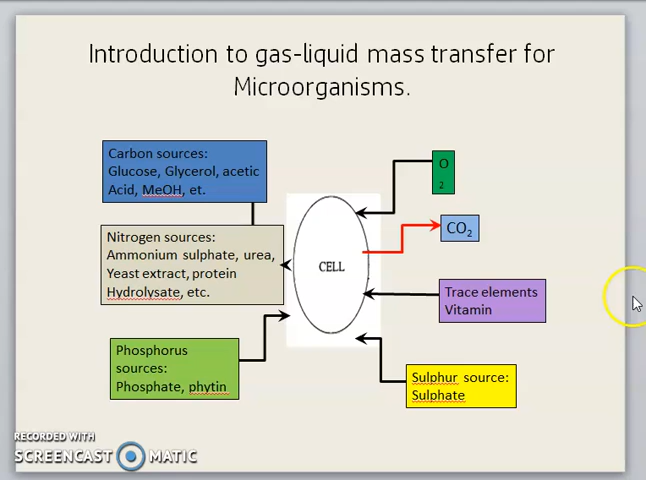 Introduction to gas-liquid mass transfer for
Microorganisms.
Carbon sources:
Glucose, Glycerol, acetic
Acid, MeOH, et.
Nitrogen sources:
Ammonium sulphate, urea,
Yeast extract, protein
Hydrolysate, etc.
Phosphorus
sources:
Phosphate, phytin
CELL
O
2
CO₂
Trace elements
Vitamin
Sulphur source:
Sulphate
RECORDED WITH
SCREENCAST MATIC